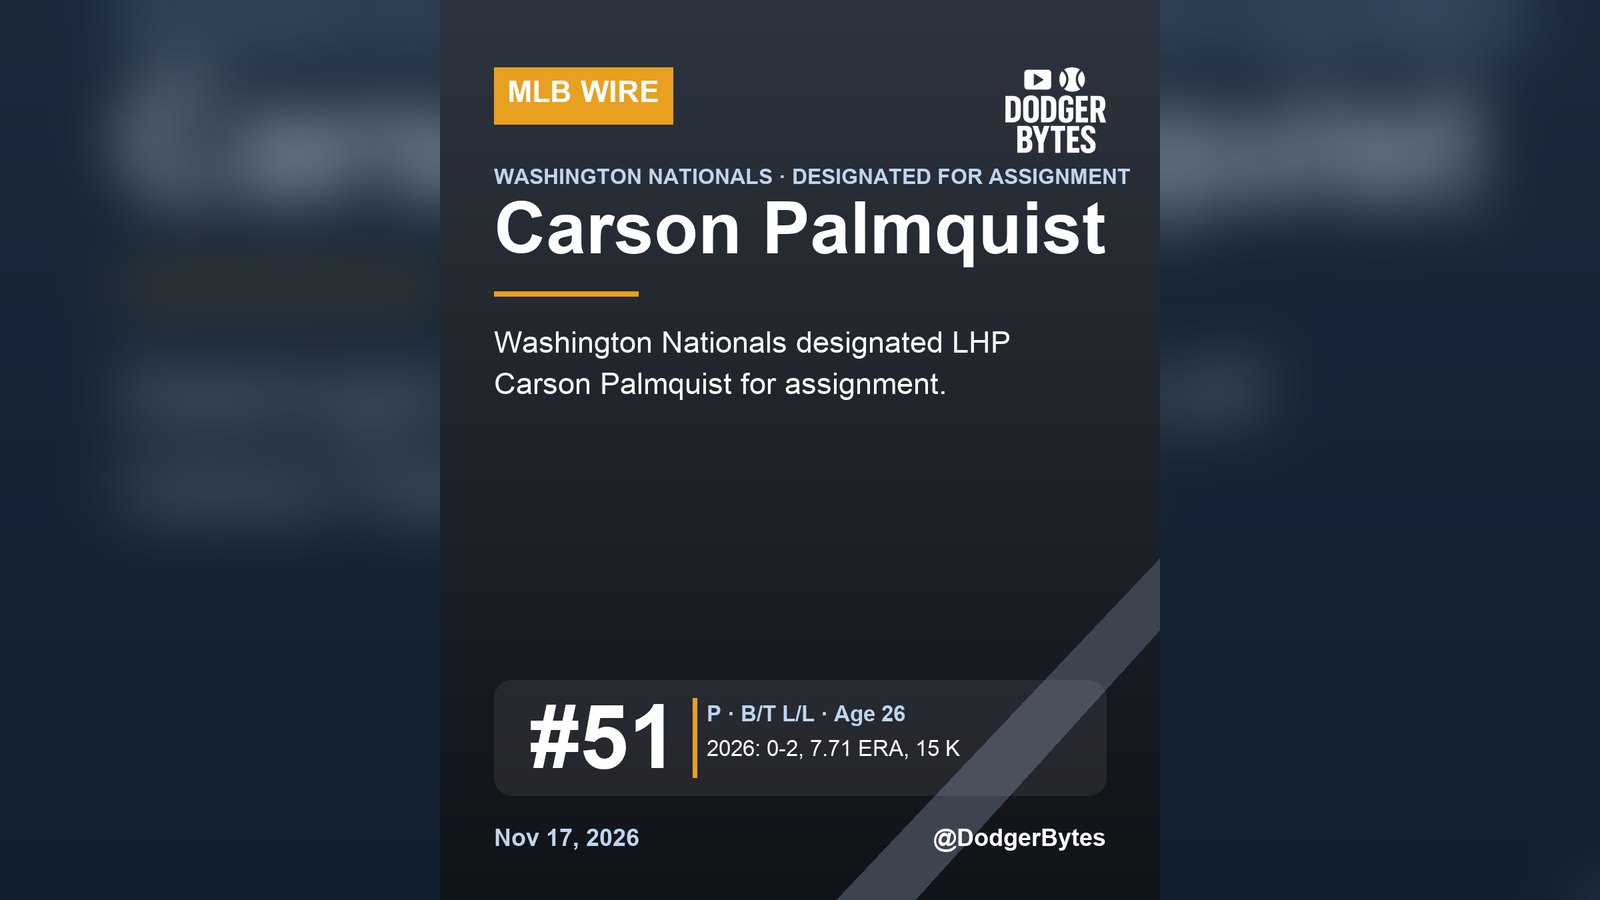 MLB WIRE
DODGER
BYTES
WASHINGTON NATIONALS · DESIGNATED FOR ASSIGNMENT
Carson Palmquist
Washington Nationals designated LHP
Carson Palmquist for assignment.
#51
P · B/T L/L · Age 26
2026: 0-2, 7.71 ERA, 15 K
Nov 17, 2026
@DodgerBytes